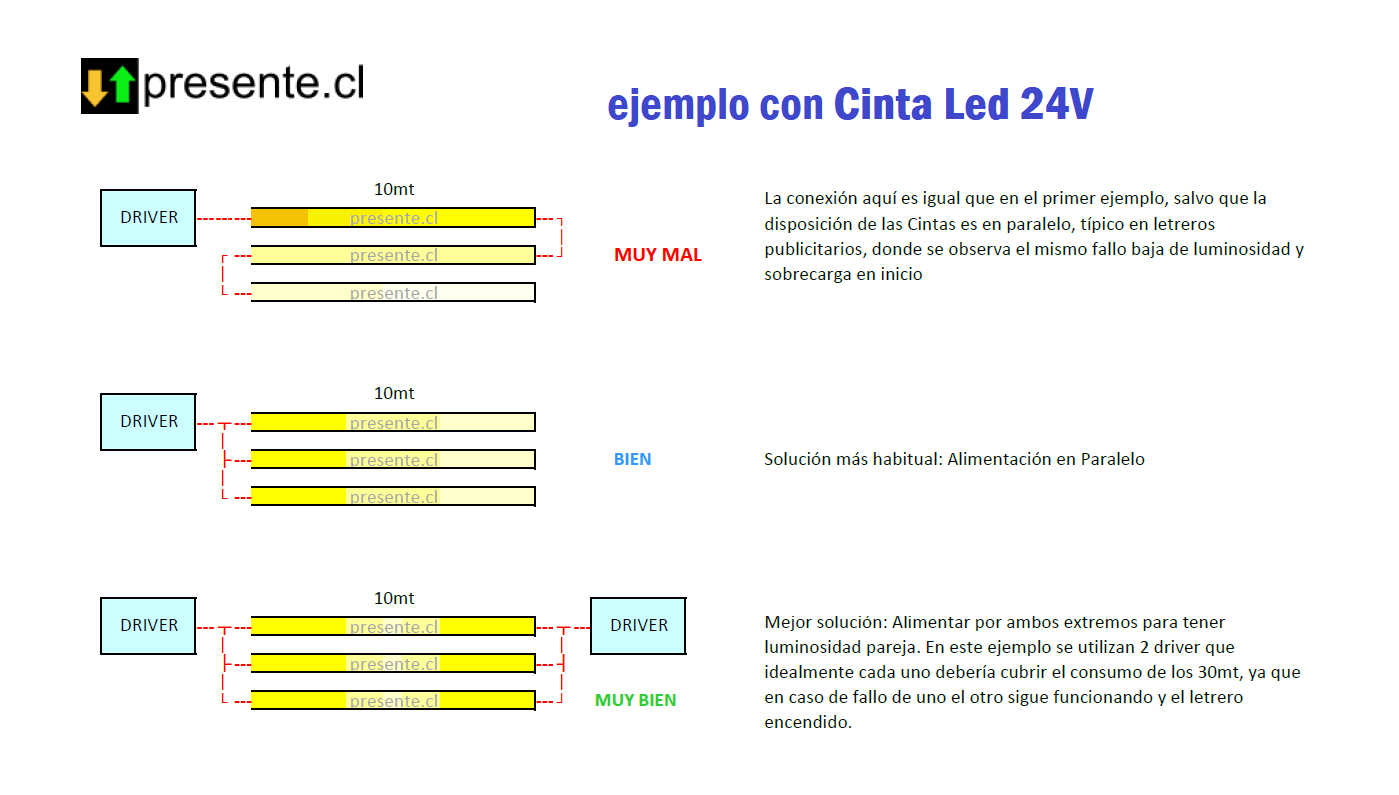 presente.cl
ejemplo con Cinta Led 24V
10mt
DRIVER
presente.cl
presente.cl
presente.cl
MUY MAL
La conexión aquí es igual que en el primer ejemplo, salvo que la
disposición de las Cintas es en paralelo, típico en letreros
publicitarios, donde se observa el mismo fallo baja de luminosidad y
sobrecarga en inicio
10mt
DRIVER
presente.cl
presente.cl
presente.cl
BIEN
Solución más habitual: Alimentación en Paralelo
10mt
DRIVER
presente.cl
presente.cl
presente.cl
DRIVER
MUY BIEN
Mejor solución: Alimentar por ambos extremos para tener
luminosidad pareja. En este ejemplo se utilizan 2 driver que
idealmente cada uno debería cubrir el consumo de los 30mt, ya que
en caso de fallo de uno el otro sigue funcionando y el letrero
encendido.